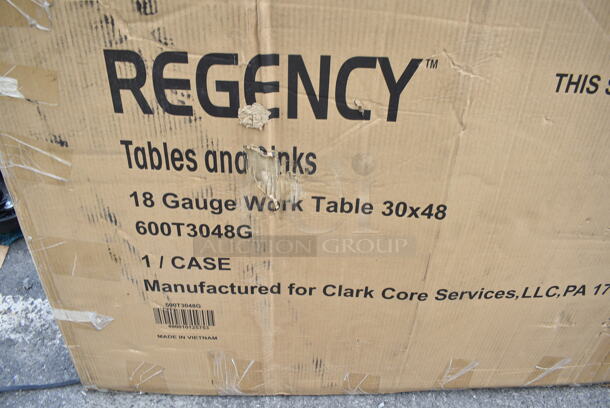 REGENCY™
THIS S
Tables and Sinks
18 Gauge Work Table 30x48
600T3048G
AUCTION GROUP
1 / CASE
Manufactured for Clark Core Services,LLC,PA 17
600T3048G
MADE IN VIETNAM